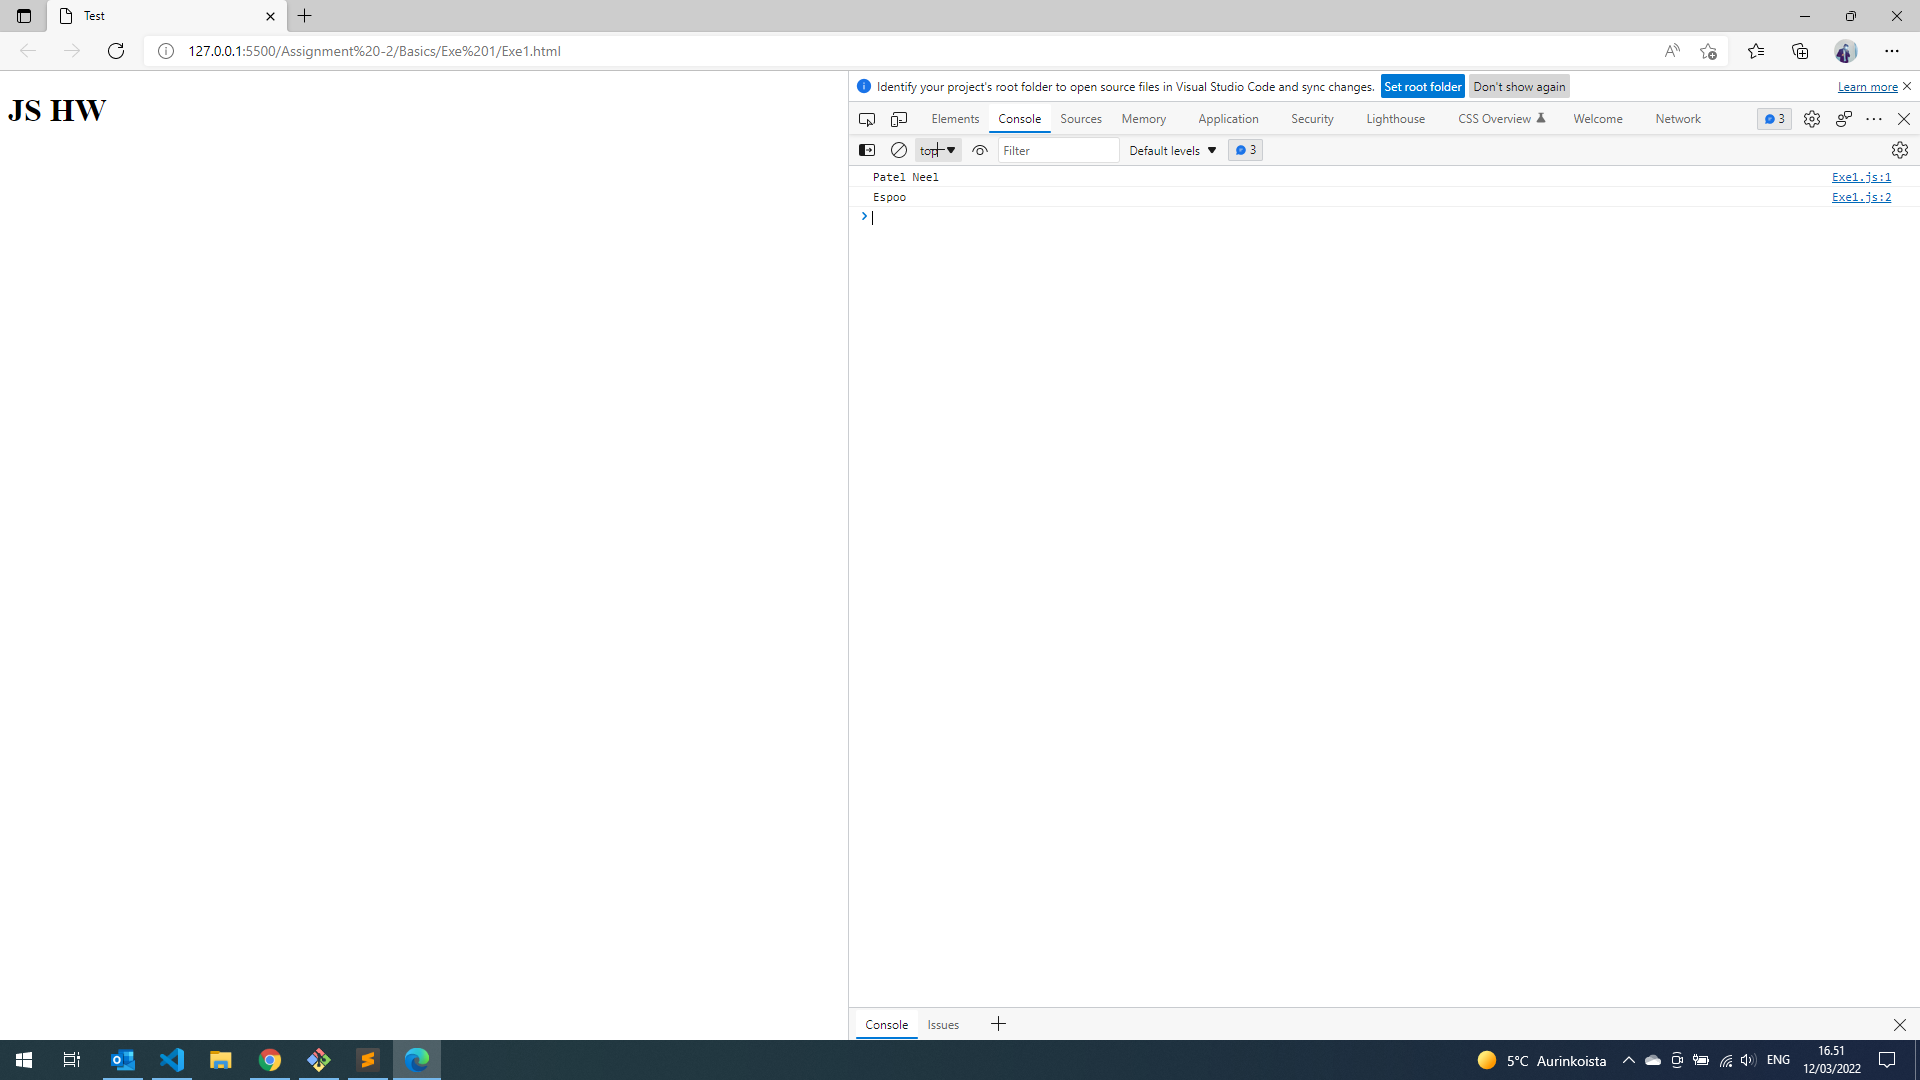 Test
127.0.0.1:5500/Assignment%20-2/Basics/Exe%201/Exe1.html
JS HW
Identify your project's root folder to open source files in Visual Studio Code and sync changes. Set root folder Don't show again Learn more
Elements Console Sources Memory Application Security Lighthouse CSS Overview Welcome Network 3
top Filter Default levels 3
Patel Neel Exe1.js:1
Espoo Exe1.js:2
Console Issues
5°C Aurinkoista ENG 16.51
12/03/2022